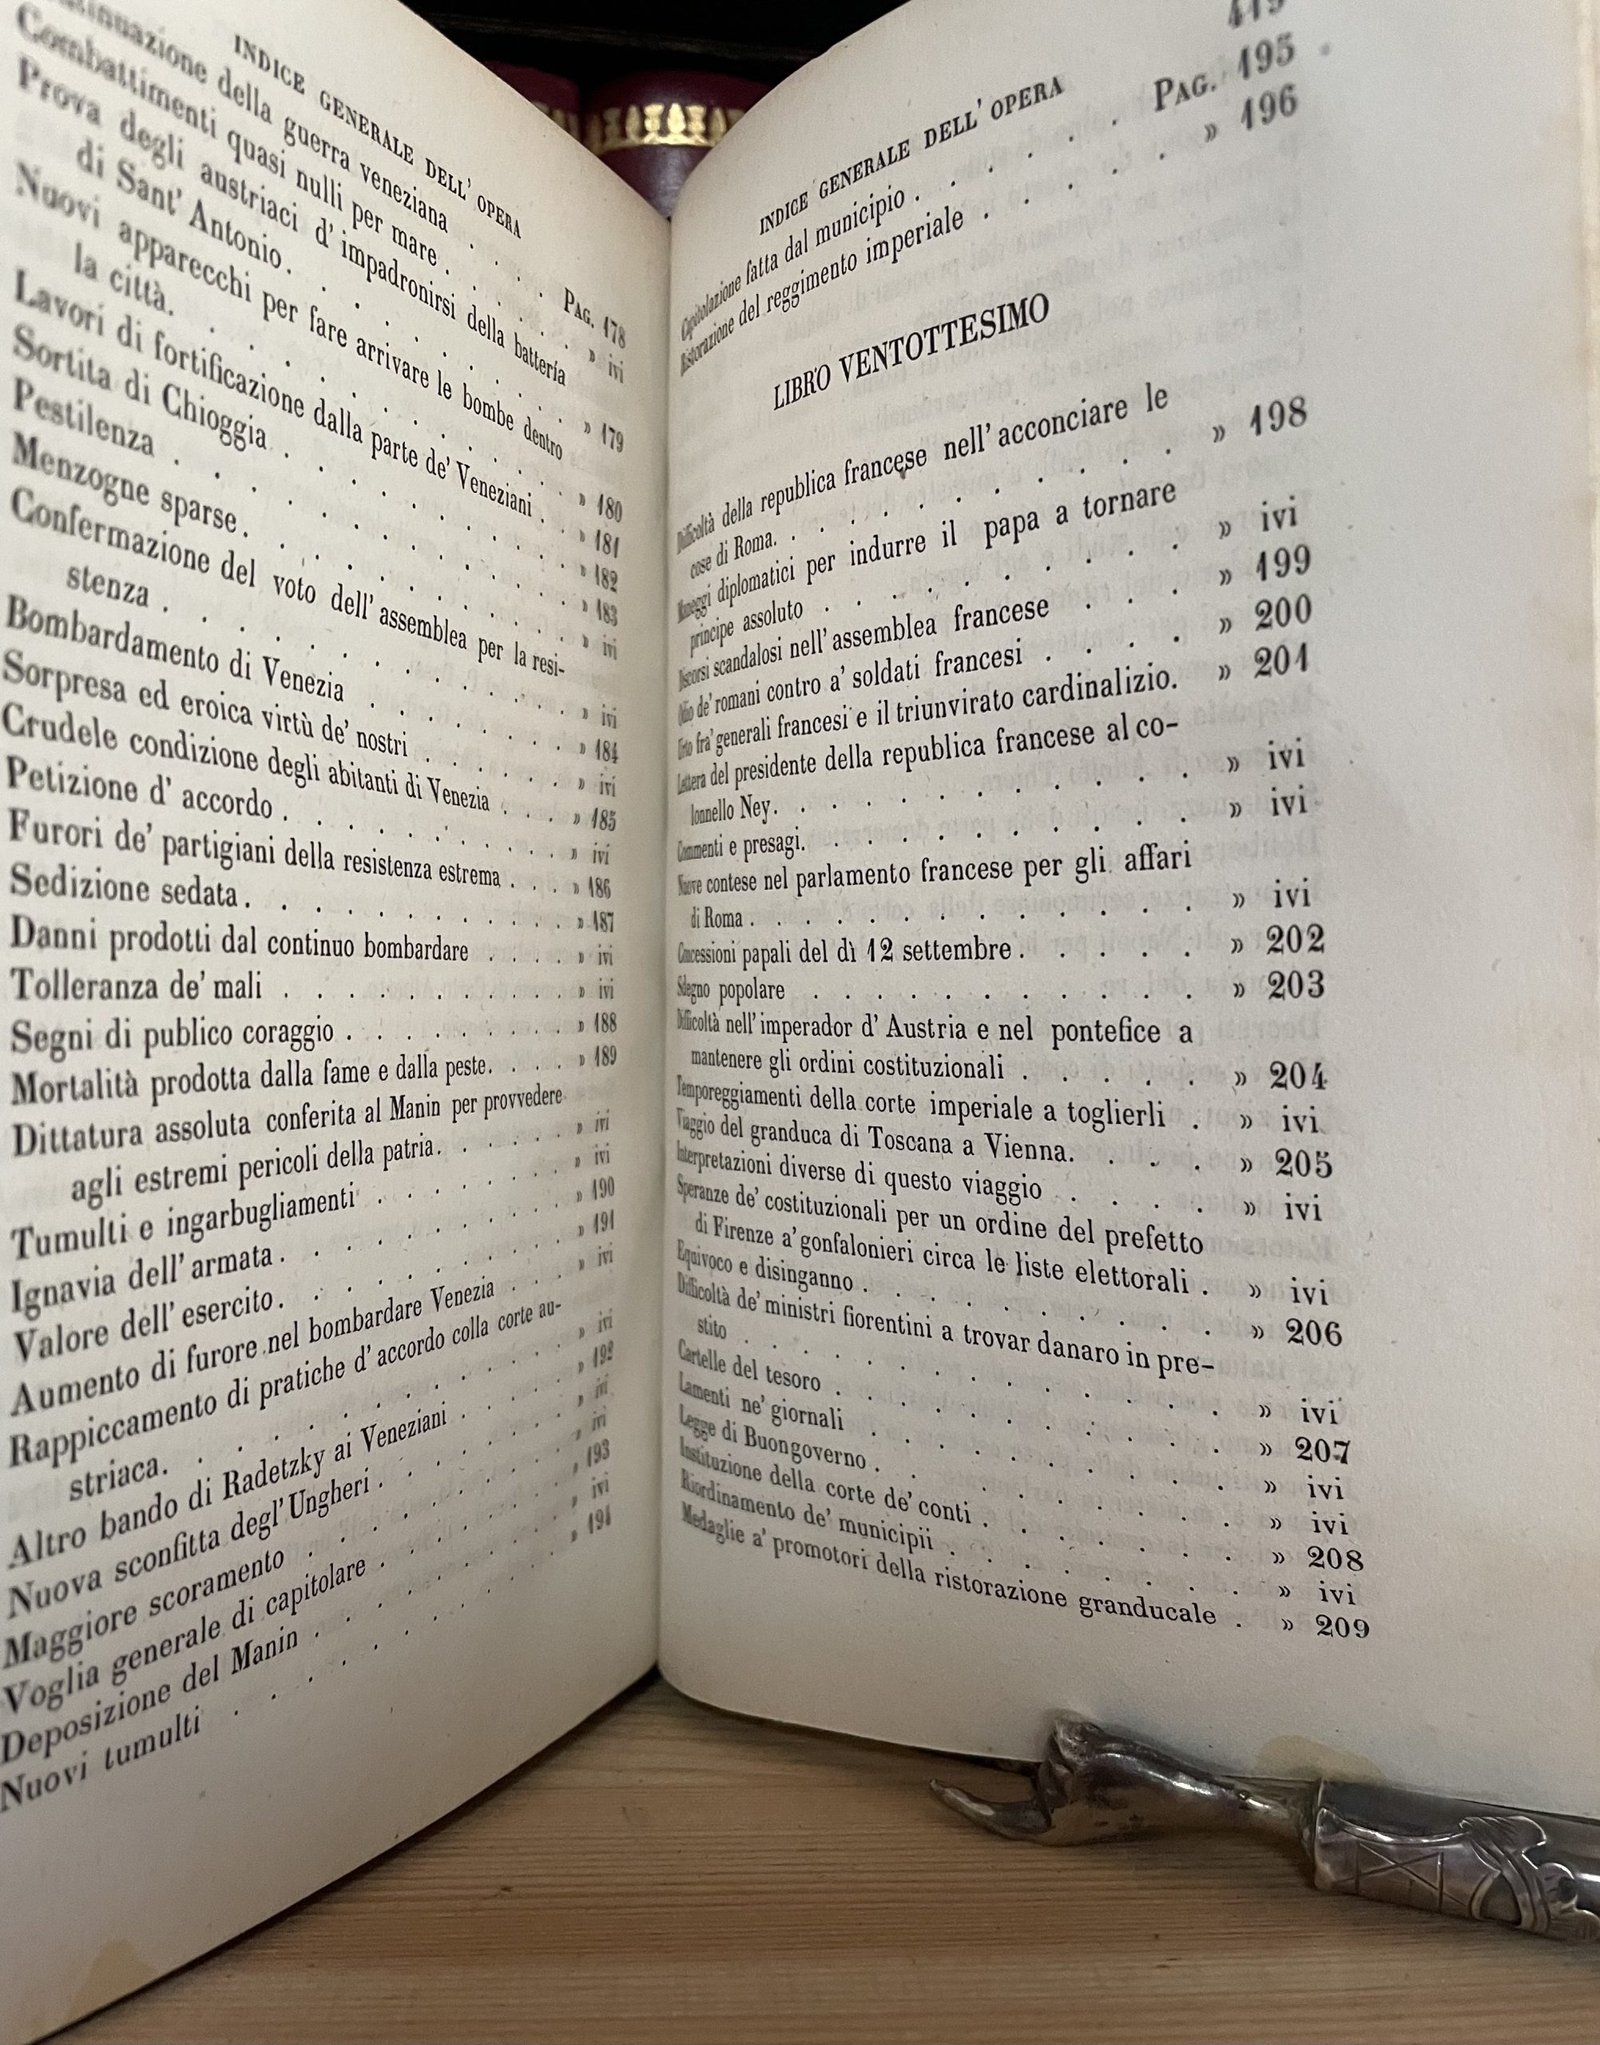 INDICE GENERALE DELL' OPERA
della guerra veneziana . . . . PAG. 178
Combattimenti quasi nulli per mare . . . . . » ivi
Prova degli austriaci d' impadronirsi della battería
di Sant' Antonio. . . . . . . . . » 179
Nuovi apparecchi per fare arrivare le bombe dentro
la città. . . . . . . . . . . » 180
Lavori di fortificazione dalla parte de' Veneziani . . » 181
Sortita di Chioggia . . . . . . . . . » 182
Pestilenza . . . . . . . . . . . » 183
Menzogne sparse. . . . . . . . . . » ivi
Confermazione del voto dell' assemblea per la resi-
stenza . . . . . . . . . . . » ivi
Bombardamento di Venezia . . . . . . . » 184
Sorpresa ed eroica virtù de' nostri . . . . . . » ivi
Crudele condizione degli abitanti di Venezia . . . » 185
Petizione d' accordo . . . . . . . . . » ivi
Furori de' partigiani della resistenza estrema . . . » 186
Sedizione sedata. . . . . . . . . . » 187
Danni prodotti dal continuo bombardare . . . . » ivi
Tolleranza de' mali . . . . . . . . . » ivi
Segni di publico coraggio . . . . . . . » 188
Mortalità prodotta dalla fame e dalla peste. . . . » 189
Dittatura assoluta conferita al Manin per provvedere
agli estremi pericoli della patria. . . . . . » ivi
Tumulti e ingarbugliamenti . . . . . . . » ivi
Ignavia dell' armata . . . . . . . . . » 190
Valore dell' esercito. . . . . . . . . » 191
Aumento di furore nel bombardare Venezia . . . » ivi
Rappiccamento di pratiche d' accordo colla corte au-
striaca. . . . . . . . . . . . » ivi
Altro bando di Radetzky ai Veneziani . . . . . » 192
Nuova sconfitta degl' Ungheri . . . . . . . » ivi
Maggiore scoramento . . . . . . . . . » ivi
Voglia generale di capitolare . . . . . . . » 193
Deposizione del Manin . . . . . . . . » ivi
Nuovi tumulti . . . . . . . . . . » 194
INDICE GENERALE DELL' OPERA 419
Capitolazione fatta dal municipio . . . . . . PAG. 195
Ristorazione del reggimento imperiale . . . . . » 196
LIBRO VENTOTTESIMO
Difficoltà della republica francese nell' acconciare le
cose di Roma. . . . . . . . . . . » 198
Maneggi diplomatici per indurre il papa a tornare
principe assoluto . . . . . . . . . . » ivi
Discorsi scandalosi nell' assemblea francese . . . » 199
Odio de' romani contro a' soldati francesi . . . . » 200
Urto fra' generali francesi e il triunvirato cardinalizio. » 201
Lettera del presidente della republica francese al co-
lonnello Ney. . . . . . . . . . . » ivi
Commenti e presagi. . . . . . . . . . » ivi
Nuove contese nel parlamento francese per gli affari
di Roma . . . . . . . . . . . . » ivi
Concessioni papali del dì 12 settembre . . . . . » 202
Sdegno popolare . . . . . . . . . . » 203
Difficoltà nell' imperador d' Austria e nel pontefice a
mantenere gli ordini costituzionali . . . . . » 204
Temporeggiamenti della corte imperiale a toglierli . » ivi
Viaggio del granduca di Toscana a Vienna. . . . » 205
Interpretazioni diverse di questo viaggio . . . . » ivi
Speranze de' costituzionali per un ordine del prefetto
di Firenze a' gonfalonieri circa le liste elettorali . » ivi
Equivoco e disinganno . . . . . . . . . » 206
Difficoltà de' ministri fiorentini a trovar danaro in pre-
stito . . . . . . . . . . . . . » ivi
Cartelle del tesoro . . . . . . . . . . » 207
Lamenti ne' giornali . . . . . . . . . » ivi
Legge di Buongoverno . . . . . . . . . » ivi
Instituzione della corte de' conti . . . . . . . » 208
Riordinamento de' municipii . . . . . . . » ivi
Medaglie a' promotori della ristorazione granducale . » 209